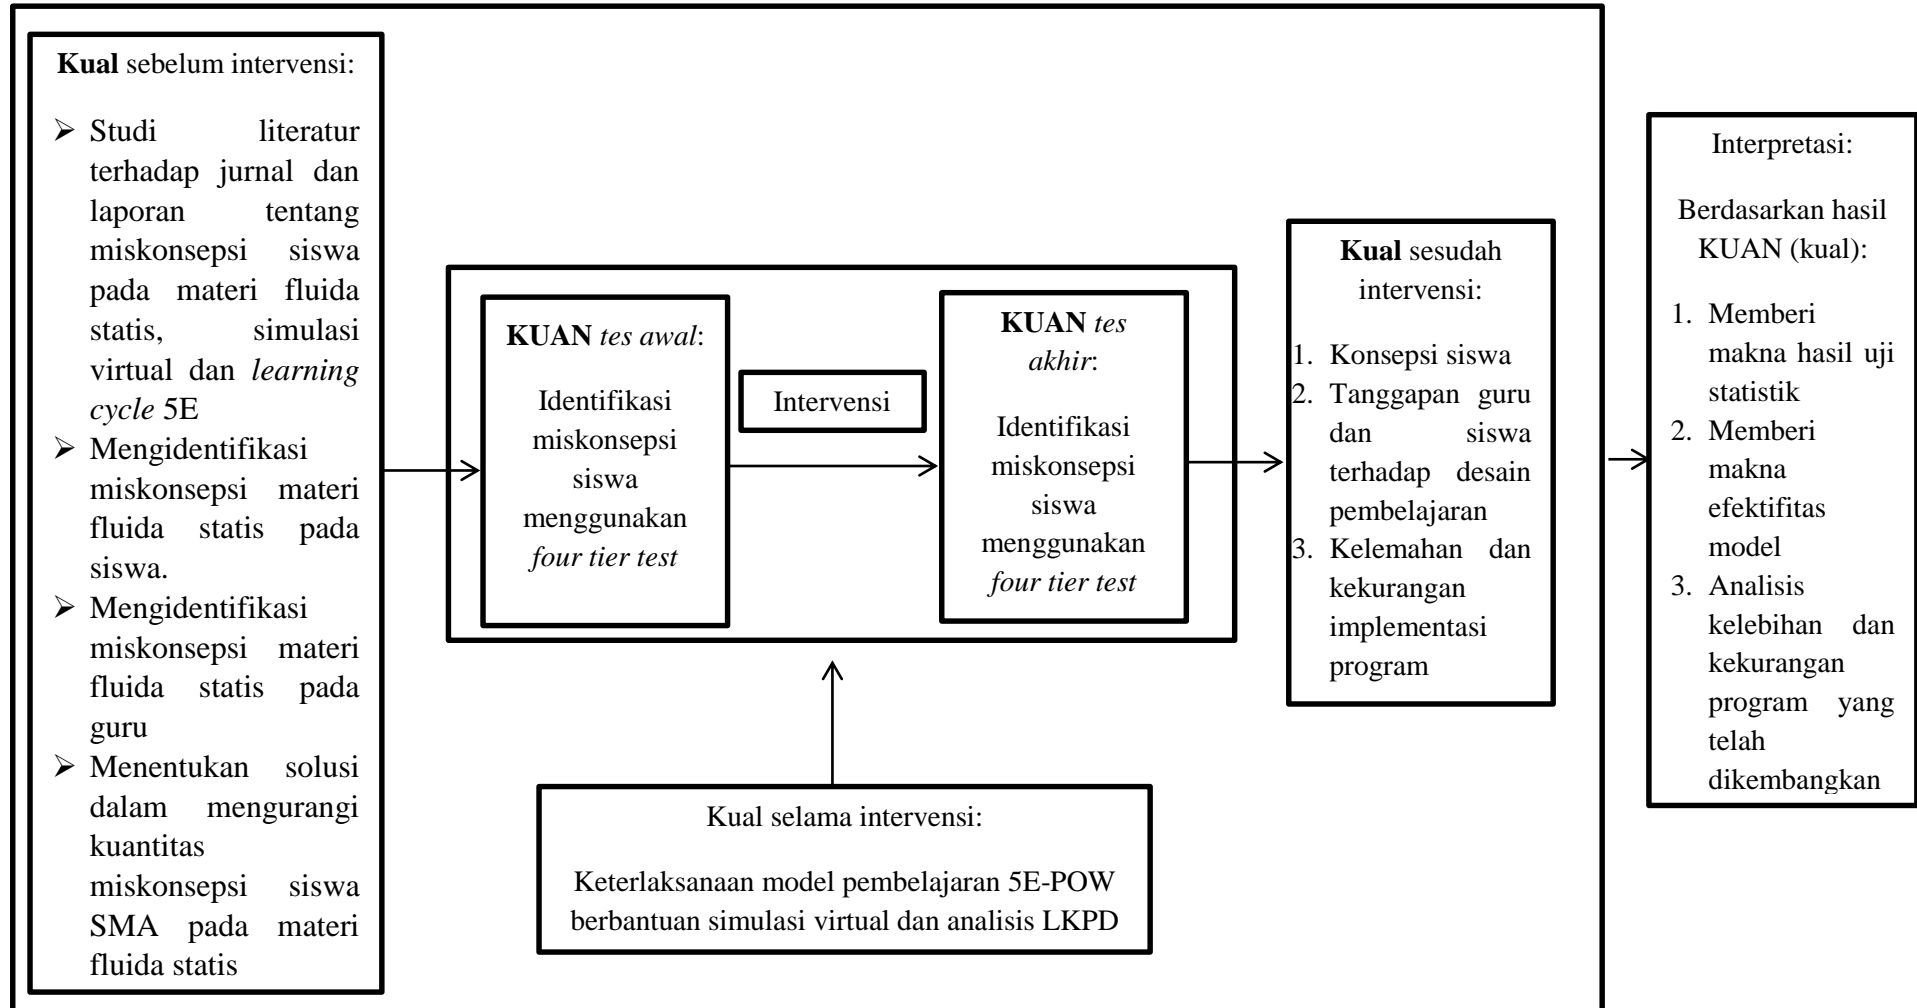 Kual sebelum intervensi:
➢ Studi literatur
terhadap jurnal dan
laporan tentang
miskonsepsi siswa
pada materi fluida
statis, simulasi
virtual dan learning
cycle 5E
➢ Mengidentifikasi
miskonsepsi materi
fluida statis pada
siswa.
➢ Mengidentifikasi
miskonsepsi materi
fluida statis pada
guru
➢ Menentukan solusi
dalam mengurangi
kuantitas
miskonsepsi siswa
SMA pada materi
fluida statis
KUAN tes awal:
Identifikasi
miskonsepsi
siswa
menggunakan
four tier test
Intervensi
KUAN tes
akhir:
Identifikasi
miskonsepsi
siswa
menggunakan
four tier test
Kual selama intervensi:
Keterlaksanaan model pembelajaran 5E-POW
berbantuan simulasi virtual dan analisis LKPD
Kual sesudah
intervensi:
1. Konsepsi siswa
2. Tanggapan guru
dan siswa
terhadap desain
pembelajaran
3. Kelemahan dan
kekurangan
implementasi
program
Interpretasi:
Berdasarkan hasil
KUAN (kual):
1. Memberi
makna hasil uji
statistik
2. Memberi
makna
efektifitas
model
3. Analisis
kelebihan dan
kekurangan
program yang
telah
dikembangkan